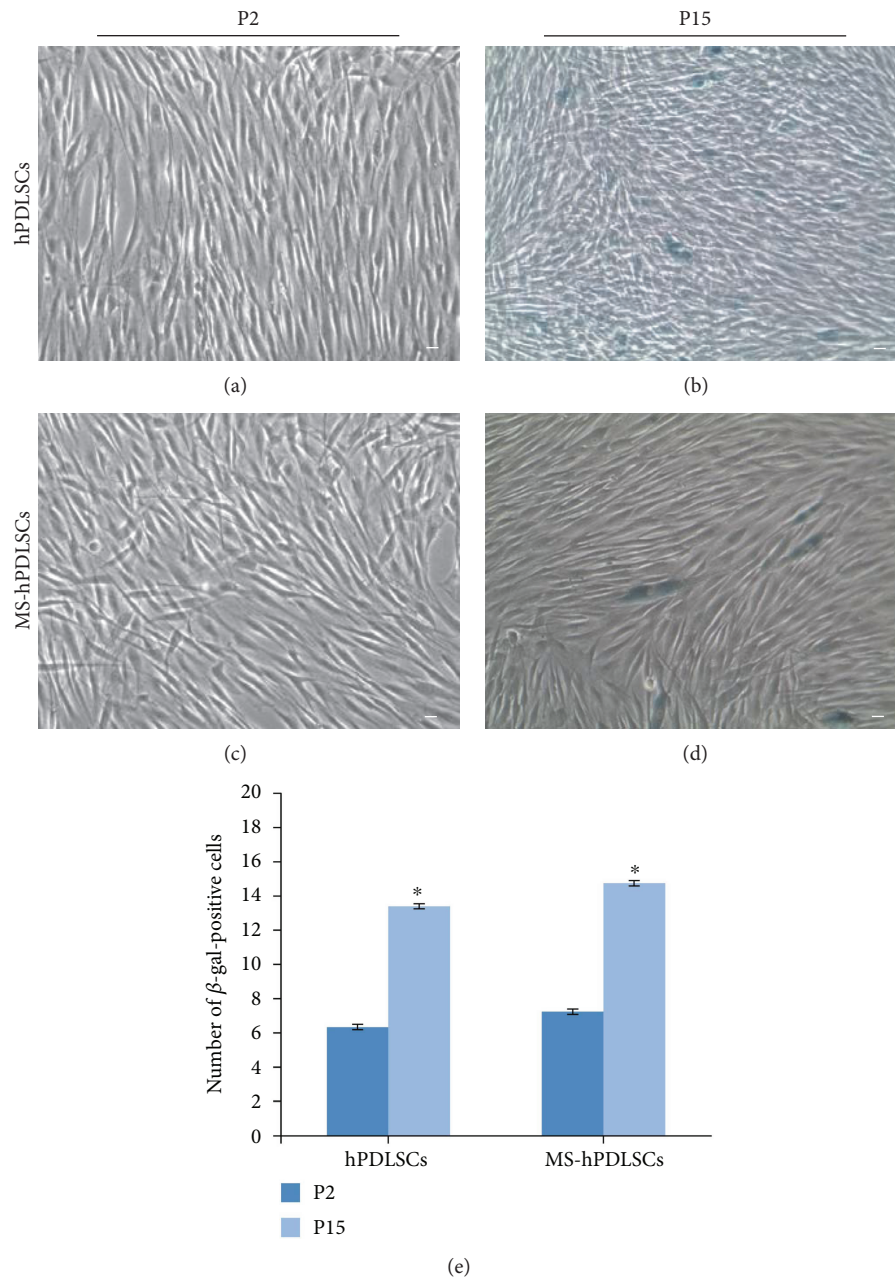 P2 P15
hPDLSCs
(a) (b)
MS-hPDLSCs
(c) (d)
20
18
16
14
12
10
8
6
4
2
0
Number of β-gal-positive cells
*
*
hPDLSCs MS-hPDLSCs
P2
P15
(e)